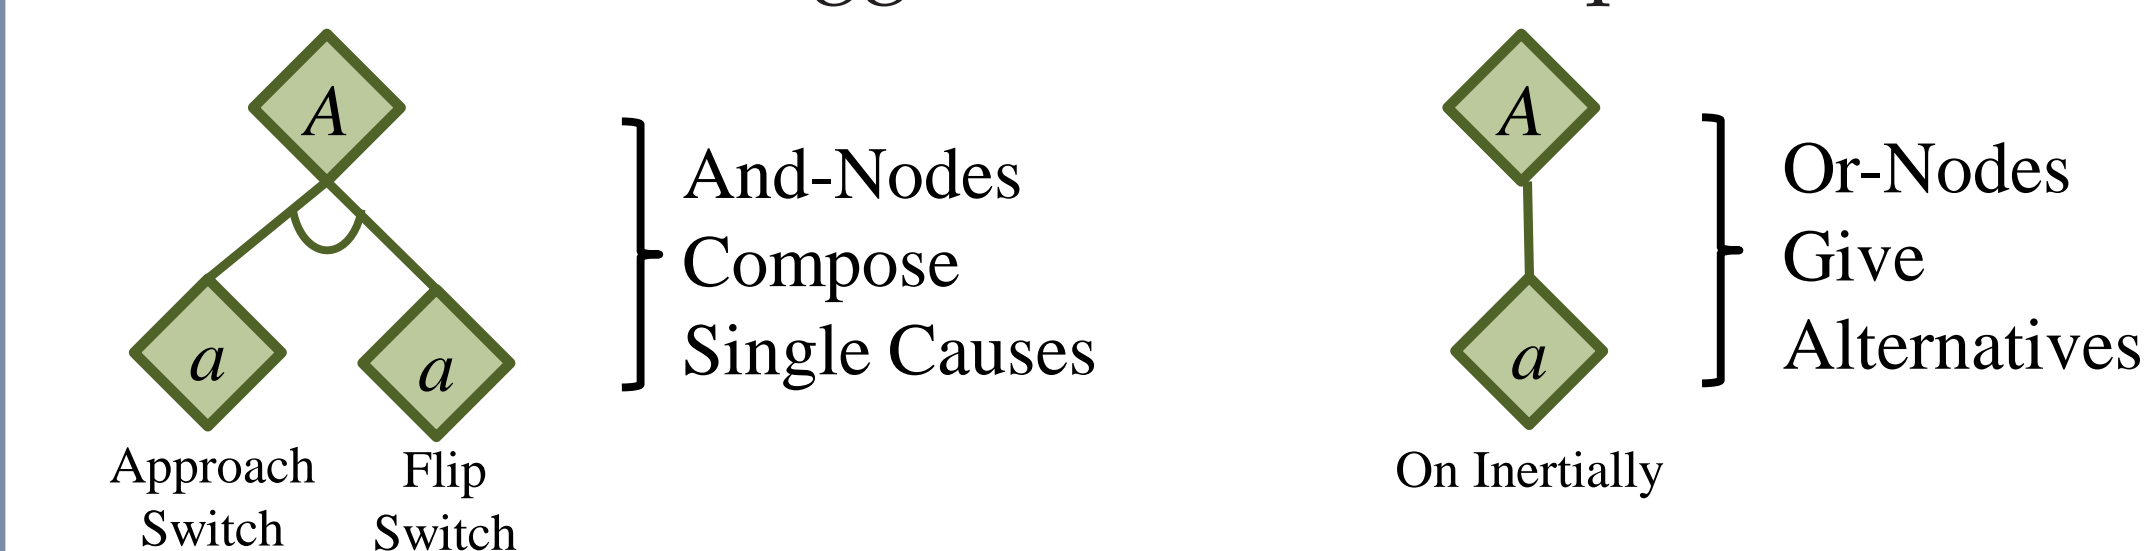 A
And-Nodes
Compose
Single Causes
a
a
Approach
Switch
Flip
Switch
A
Or-Nodes
Give
Alternatives
a
On Inertially